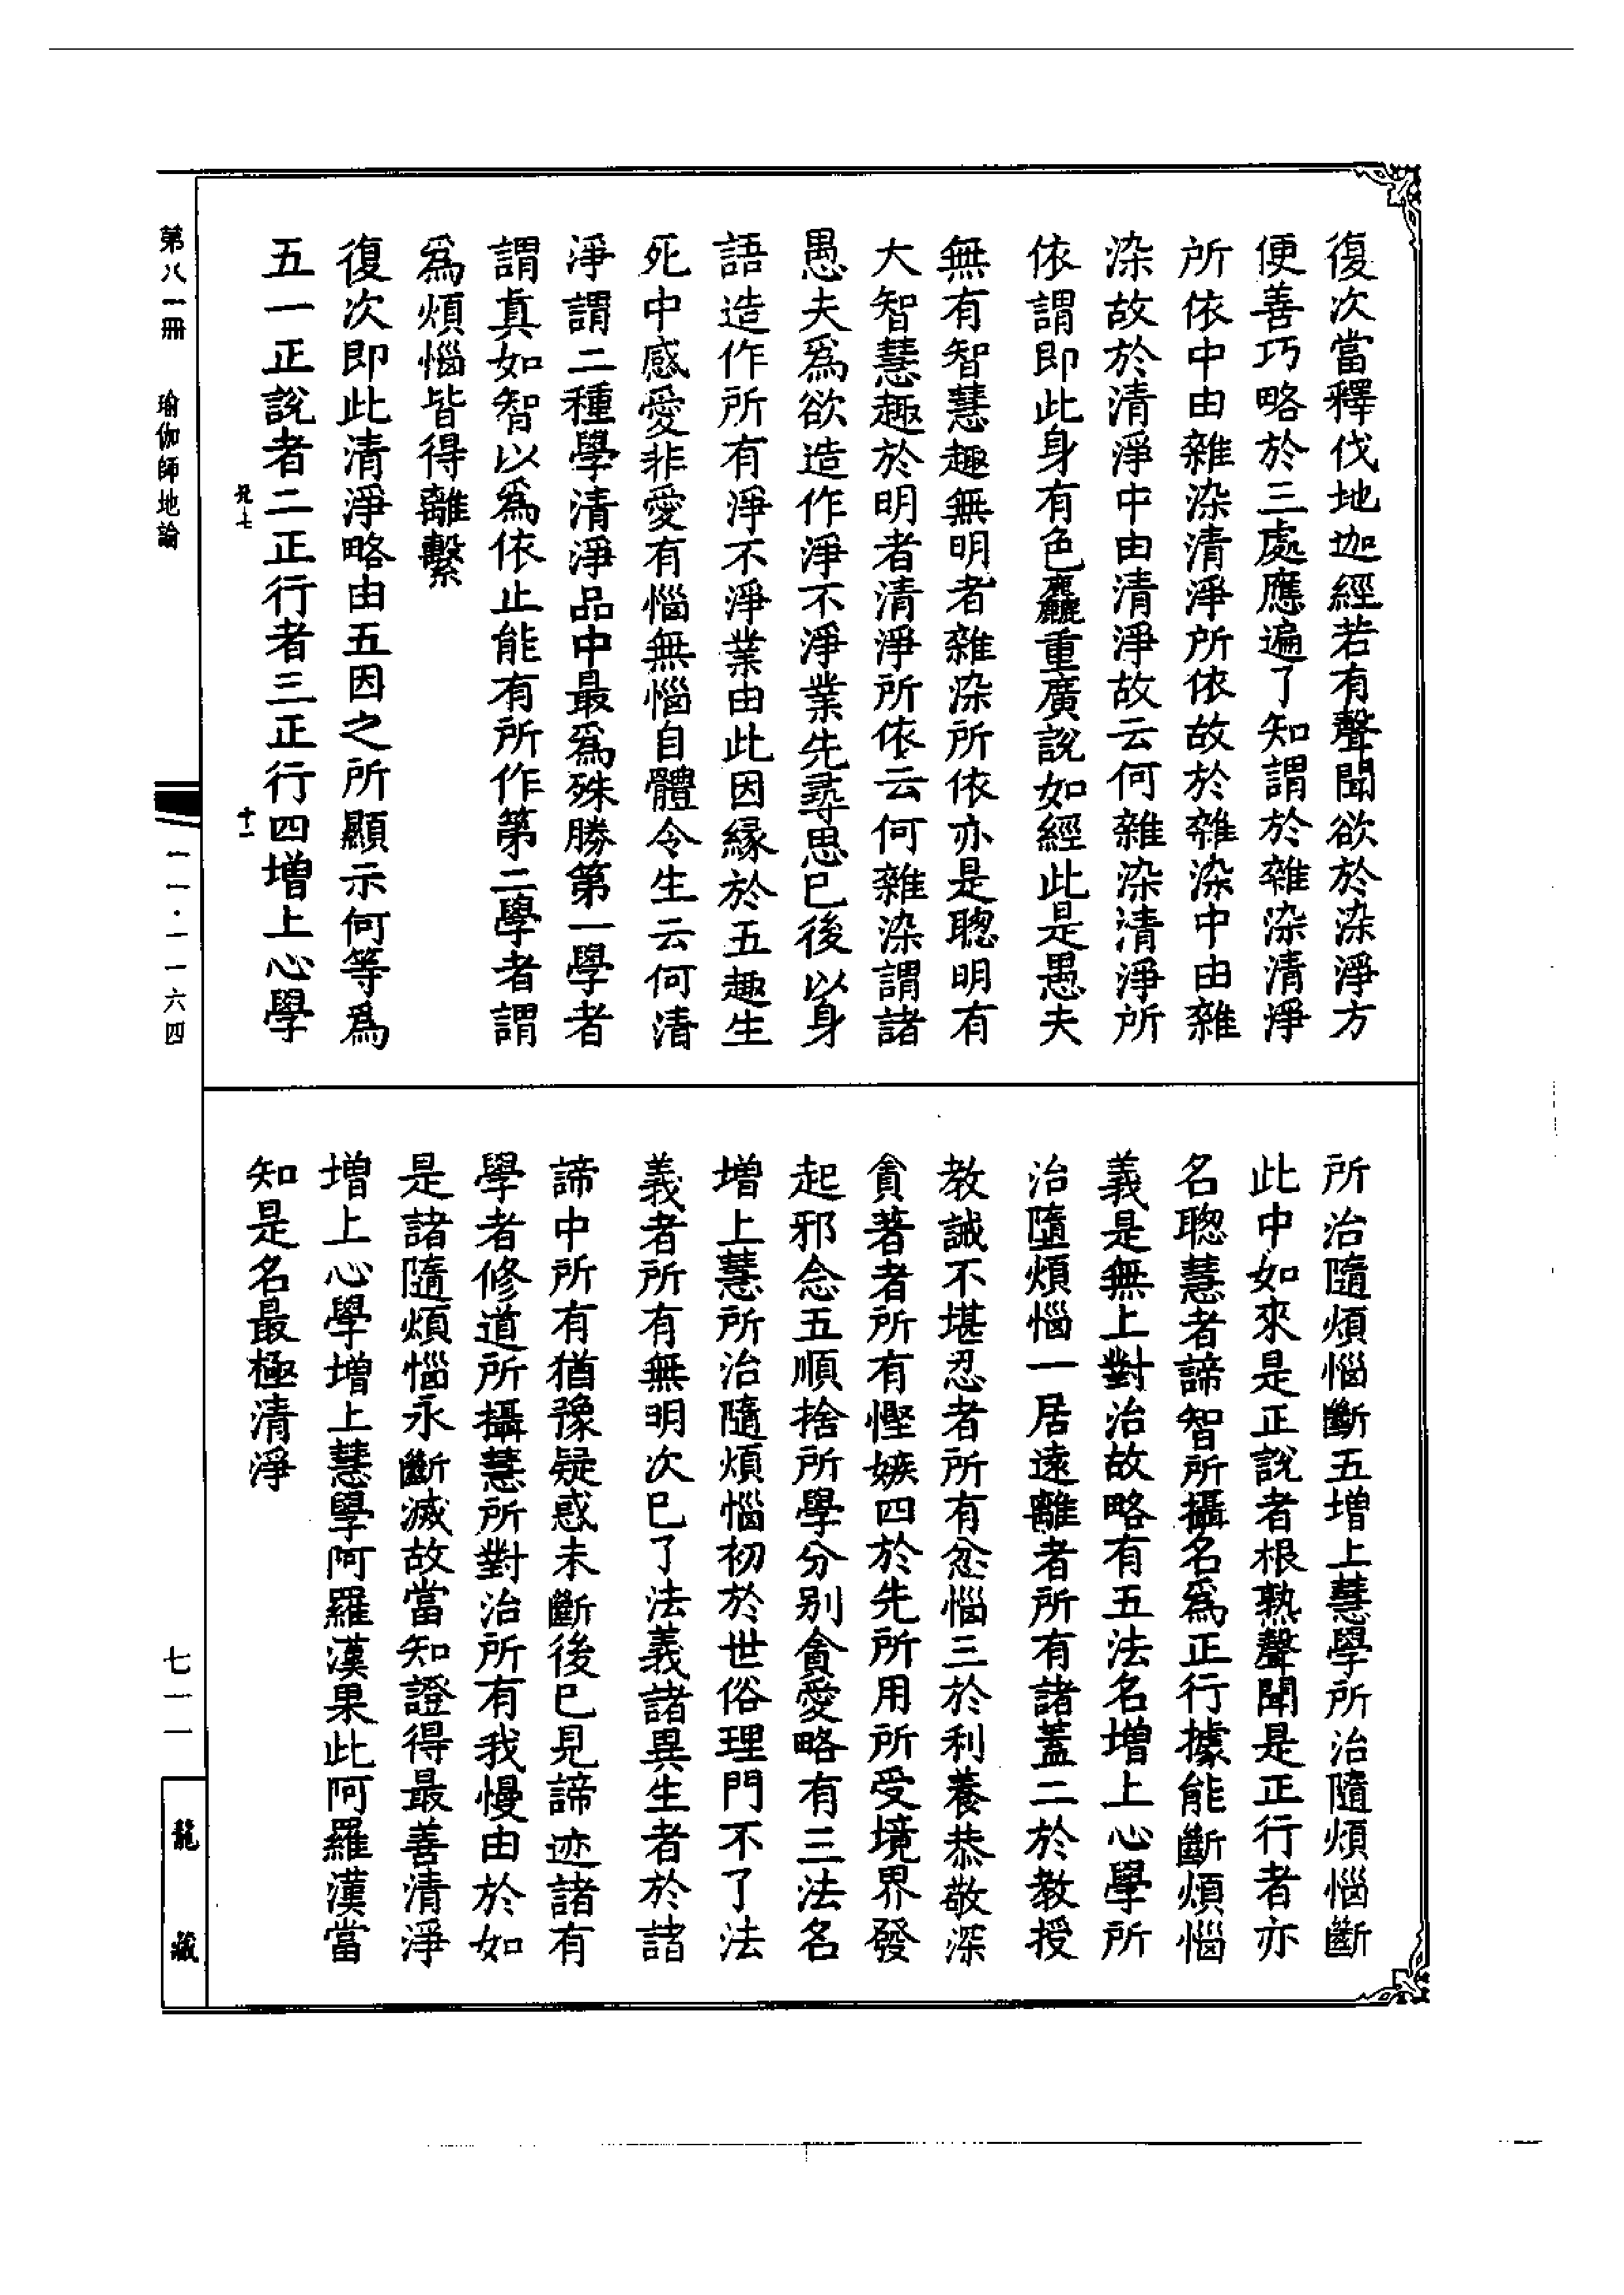 復次當釋伐地迦經若有聲聞欲於染淨方
便善巧略於三處應遍了知謂於雜染清淨
所依中由雜染清淨所依故於雜染中由雜
染故於清淨中由清淨故云何雜染清淨所
依謂即此身有色麤重廣說如經此是愚夫
無有智慧趣無明者雜染所依亦是聰明有
大智慧趣於明者清淨所依云何雜染謂諸
愚夫爲欲造作淨不淨業先尋思已後以身
語造作所有淨不淨業由此因緣於五趣生
死中感愛非愛有惱無惱自體令生云何清
淨謂二種學清淨品中最爲殊勝第一學者
謂真如智以爲依止能有所作第二學者謂
爲煩惱皆得離繫
復次即此清淨略由五因之所顯示何等爲
五一正說者二正行者三正行四增上心學
所治隨煩惱斷五增上慧學所治隨煩惱斷
此中如來是正說者根熟聲聞是正行者亦
名聰慧者諦智所攝名爲正行據能斷煩惱
義是無上對治故略有五法名增上心學所
治隨煩惱一居遠離者所有諸蓋二於教授
教誡不堪忍者所有忿惱三於利養恭敬深
貪著者所有慳嫉四於先所用所受境界發
起邪念五順捨所學分別貪愛略有三法名
增上慧所治隨煩惱初於世俗理門不了法
義者所有無明次已了法義諸異生者於諸
諦中所有猶豫疑惑未斷後已見諦迹諸有
學者修道所攝慧所對治所有我慢由於如
是諸隨煩惱永斷滅故當知證得最善清淨
增上心學增上慧學阿羅漢果此阿羅漢當
知是名最極清淨
第八一冊 瑜伽師地論
一一·一一六四
七一一
龍藏
十一